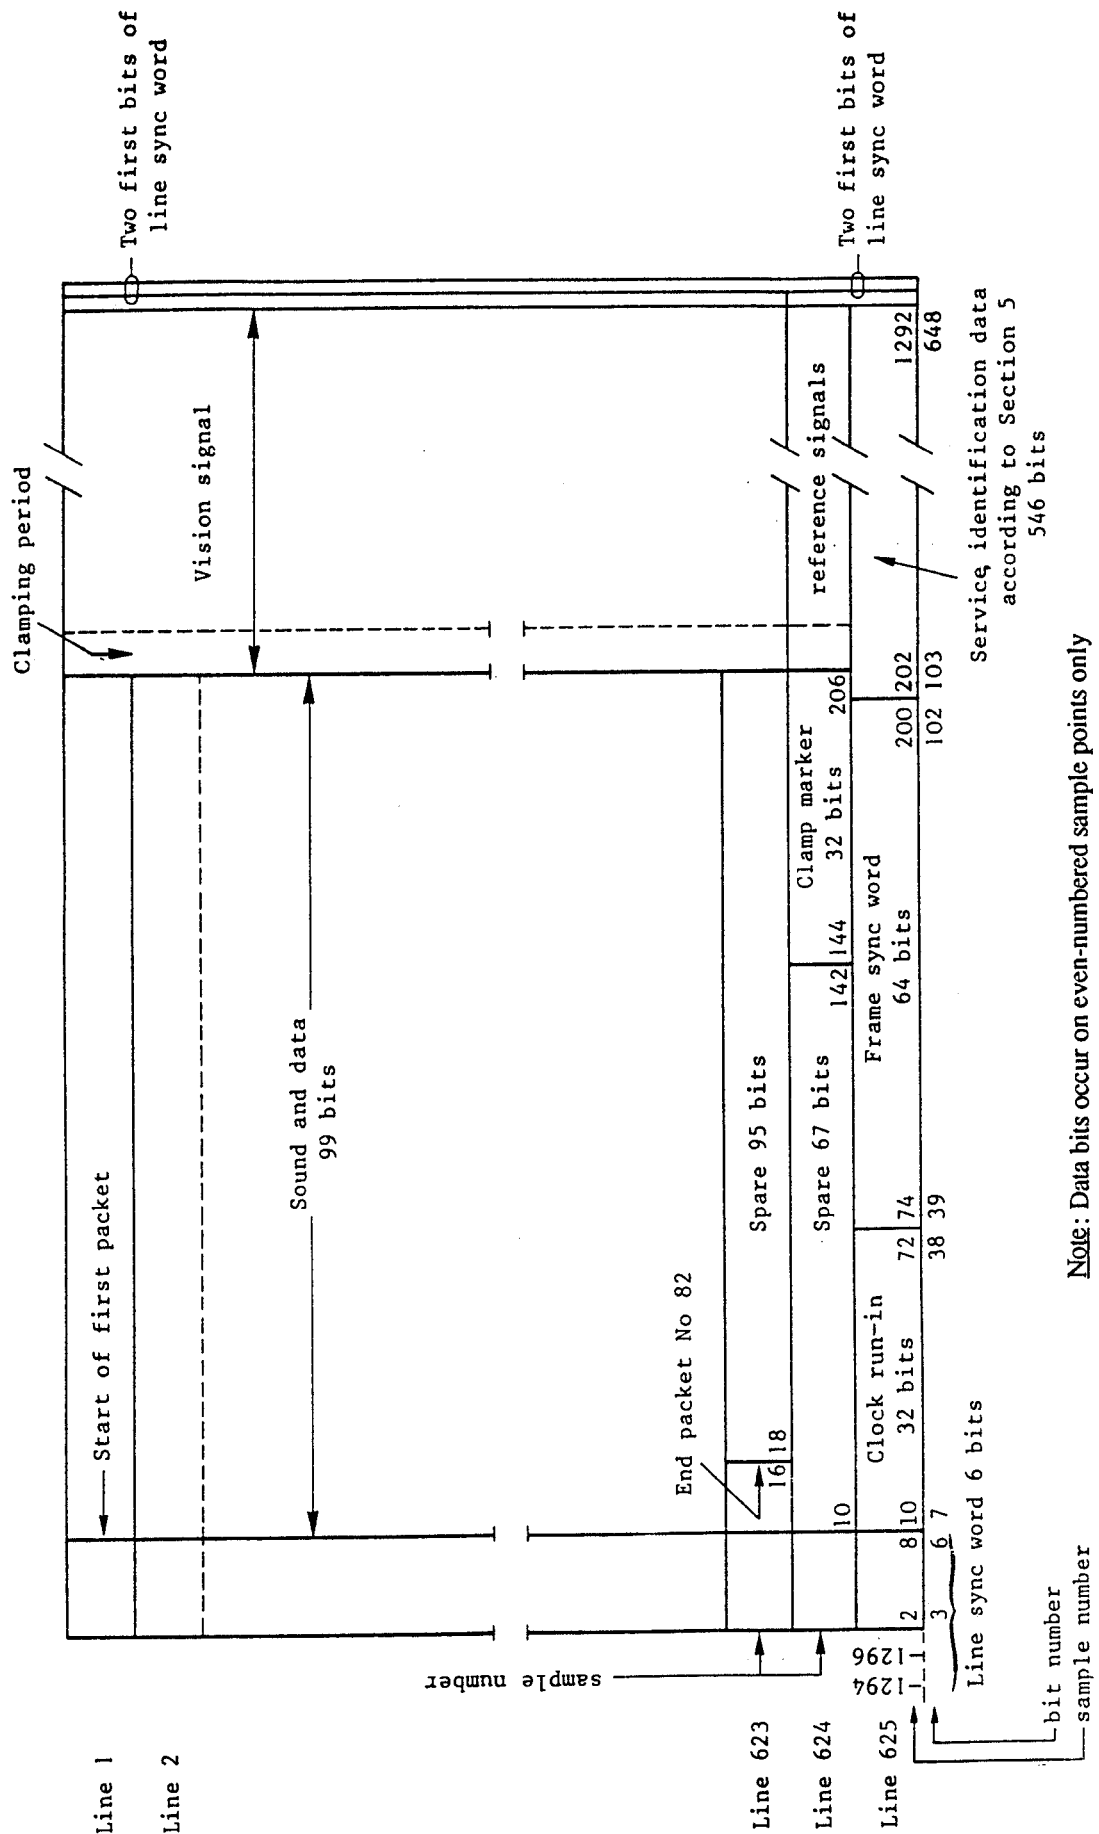 Two first bits of
line sync word
Clamping period
Vision signal
Line 1
Start of first packet
Line 2
Sound and data
99 bits
sample number
Line 623
End packet No 82
16 18
Spare 95 bits
Line 624
10
Spare 67 bits
142 144
Clamp marker
32 bits
206
reference signals
Two first bits of
line sync word
Line 625
1294 1296
2 8 10
Clock run-in
32 bits
72 74
Frame sync word
64 bits
200 202
1292
3 6 7
38 39
102 103
648
Line sync word 6 bits
bit number
sample number
Service, identification data
according to Section 5
546 bits
Note: Data bits occur on even-numbered sample points only